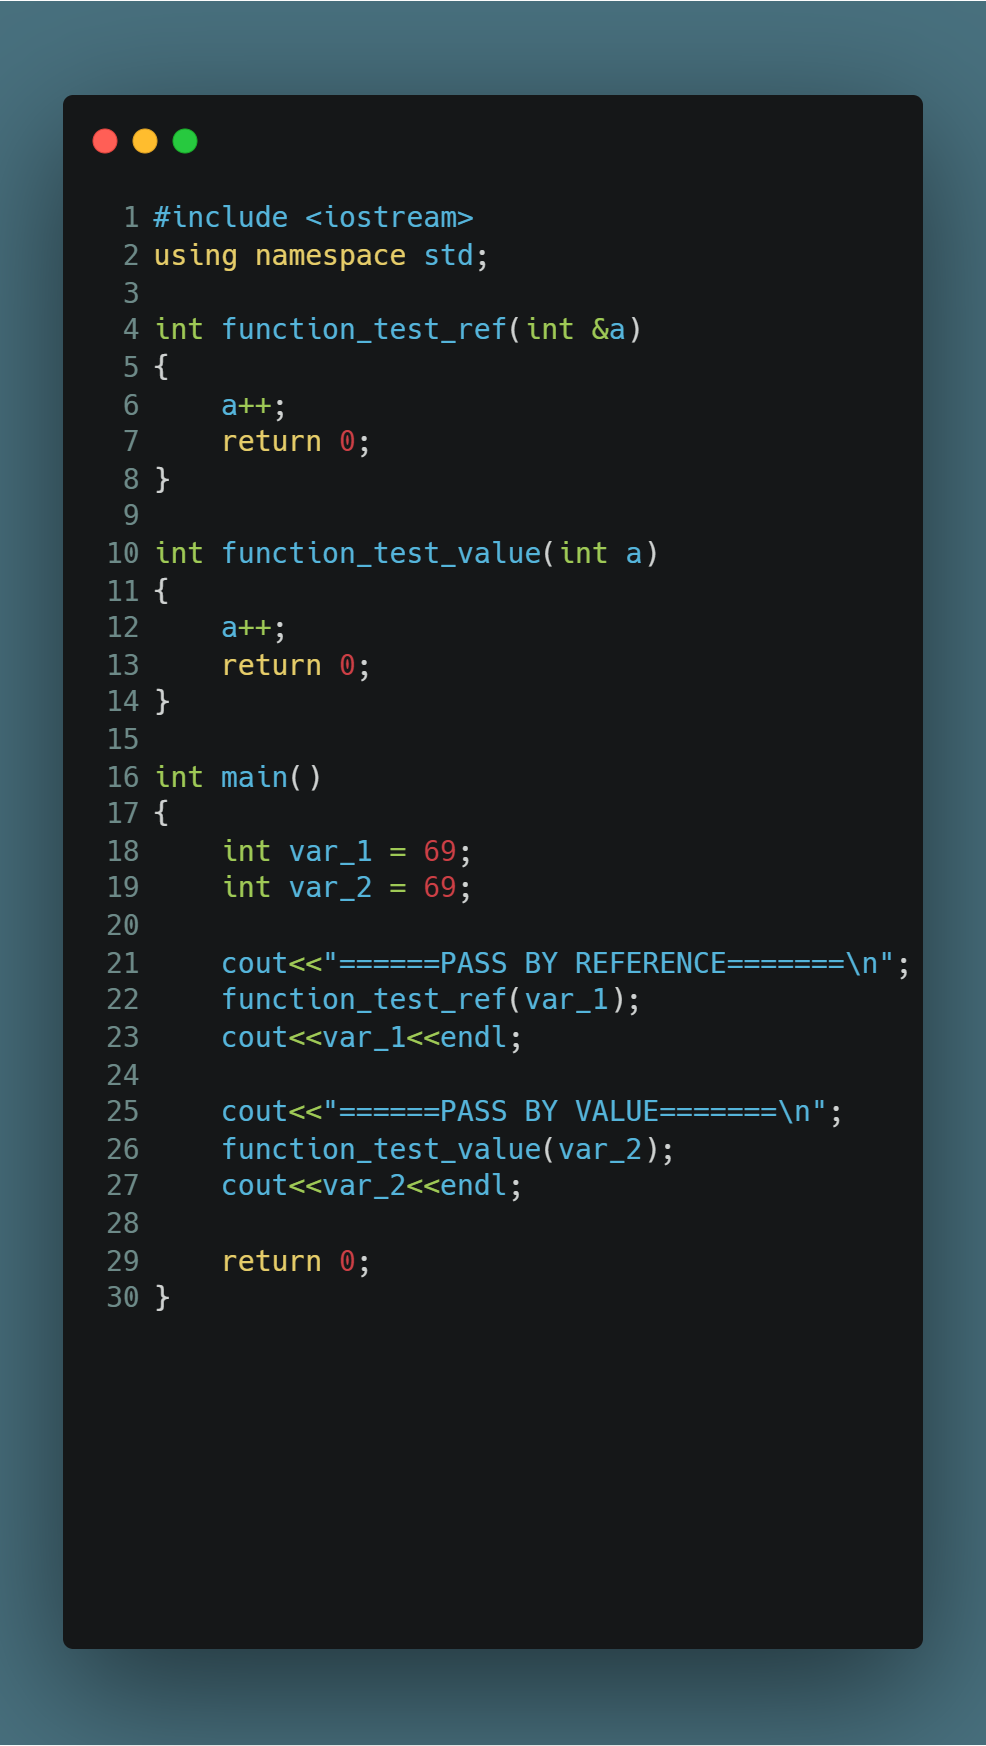 1 #include <iostream>
2 using namespace std;
3
4 int function_test_ref(int &a)
5 {
6     a++;
7     return 0;
8 }
9
10 int function_test_value(int a)
11 {
12     a++;
13     return 0;
14 }
15
16 int main()
17 {
18     int var_1 = 69;
19     int var_2 = 69;
20
21     cout<<"======PASS BY REFERENCE=======\n";
22     function_test_ref(var_1);
23     cout<<var_1<<endl;
24
25     cout<<"======PASS BY VALUE=======\n";
26     function_test_value(var_2);
27     cout<<var_2<<endl;
28
29     return 0;
30 }